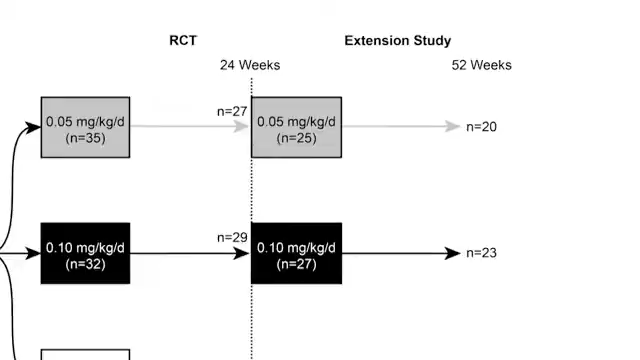 RCT
Extension Study
24 Weeks
52 Weeks
n=27
0.05 mg/kg/d
(n=35)
0.05 mg/kg/d
(n=25)
n=20
n=29
0.10 mg/kg/d
(n=32)
0.10 mg/kg/d
(n=27)
n=23